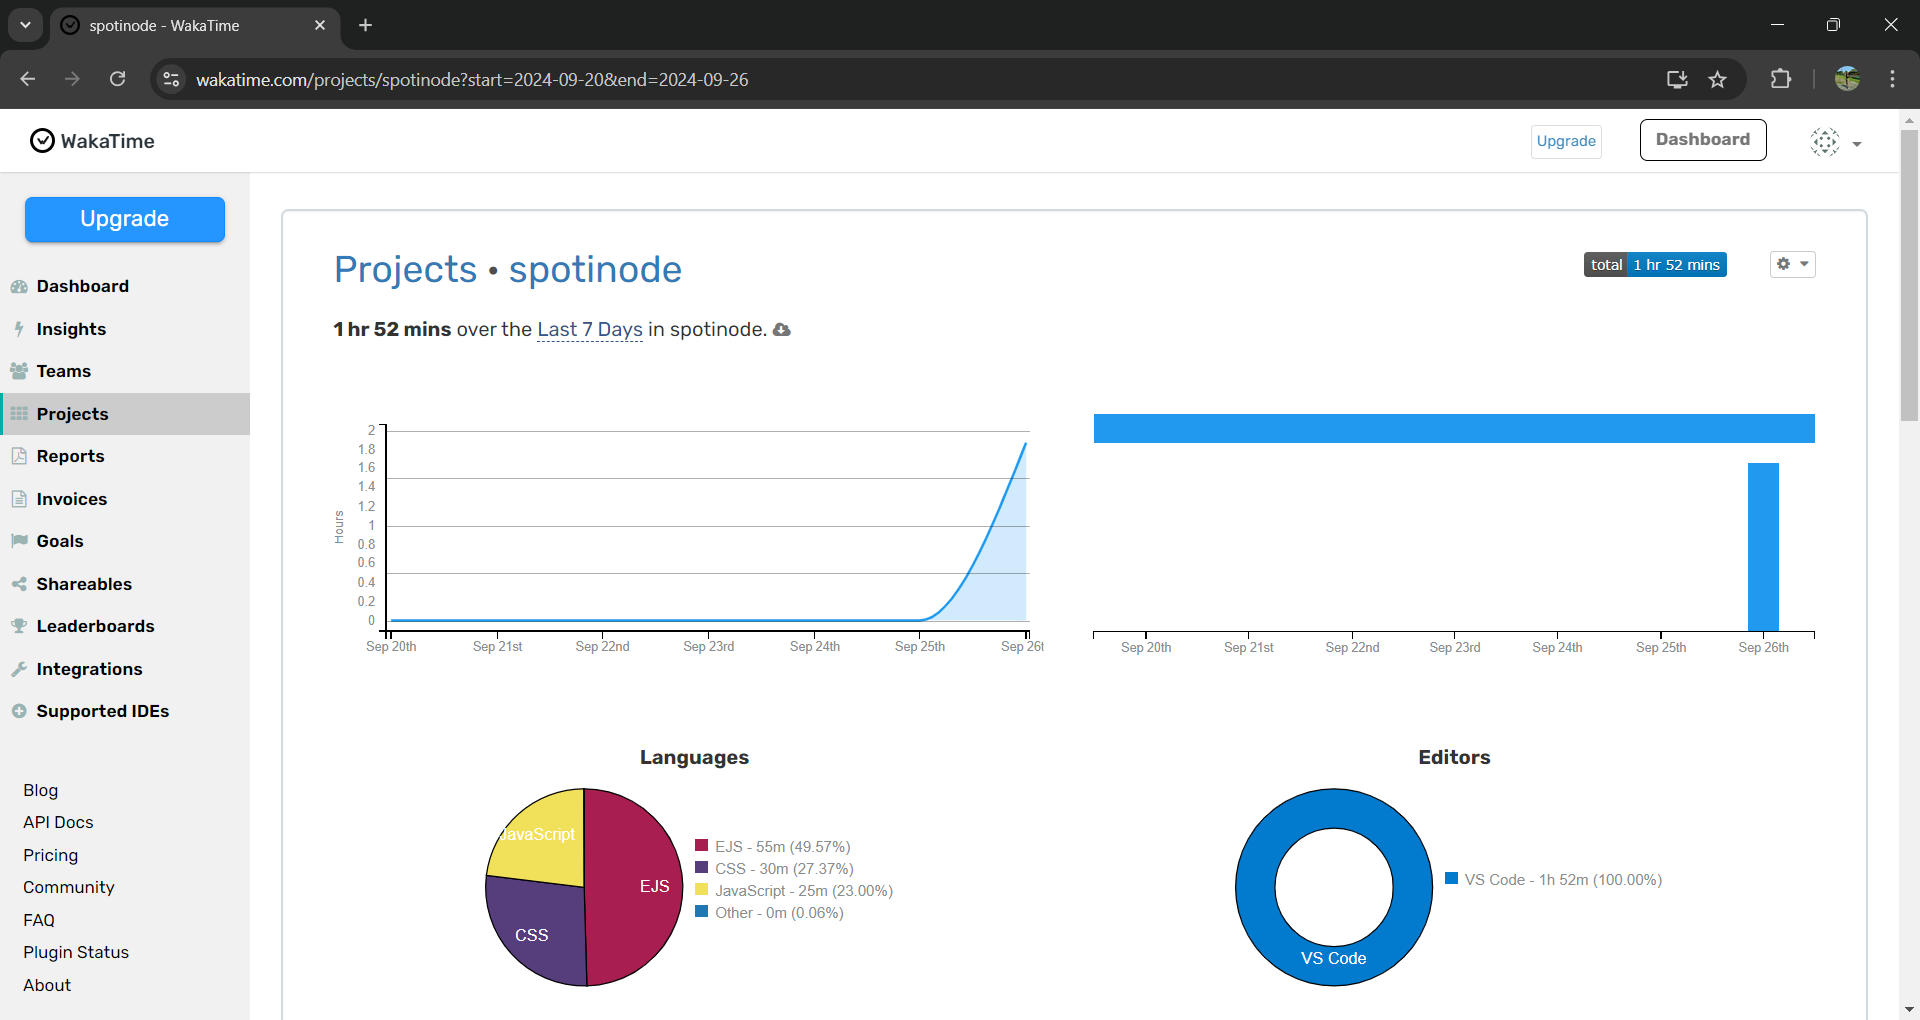 spotinode - WakaTime
wakatime.com/projects/spotinode?start=2024-09-20&end=2024-09-26
WakaTime
Upgrade
Dashboard
Upgrade
Dashboard
Insights
Teams
Projects
Reports
Invoices
Goals
Shareables
Leaderboards
Integrations
Supported IDEs
Blog
API Docs
Pricing
Community
FAQ
Plugin Status
About
Projects • spotinode
total 1 hr 52 mins
1 hr 52 mins over the Last 7 Days in spotinode.
Hours
2
1.8
1.6
1.4
1.2
1
0.8
0.6
0.4
0.2
0
Sep 20th Sep 21st Sep 22nd Sep 23rd Sep 24th Sep 25th Sep 26t
Sep 20th Sep 21st Sep 22nd Sep 23rd Sep 24th Sep 25th Sep 26th
Languages
JavaScript
EJS
CSS
EJS - 55m (49.57%)
CSS - 30m (27.37%)
JavaScript - 25m (23.00%)
Other - 0m (0.06%)
Editors
VS Code
VS Code - 1h 52m (100.00%)